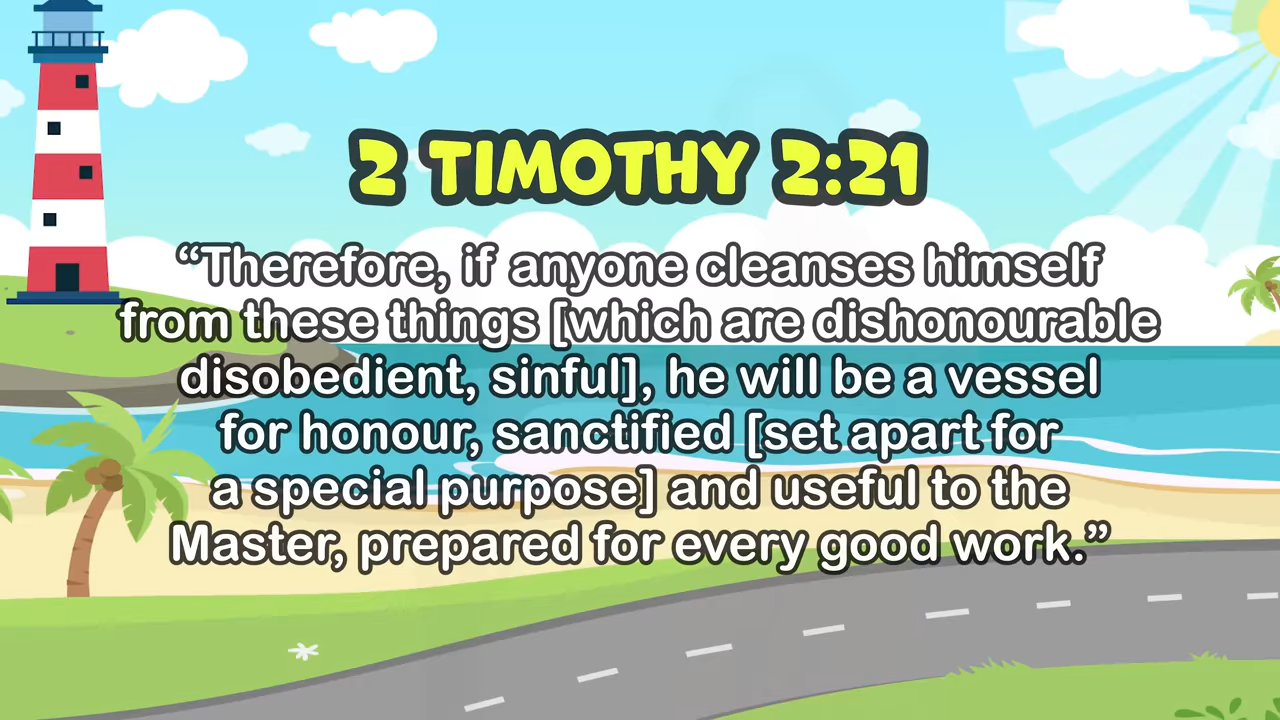 2 TIMOTHY 2:21
“Therefore, if anyone cleanses himself
from these things [which are dishonourable
disobedient, sinful], he will be a vessel
for honour, sanctified [set apart for
a special purpose] and useful to the
Master, prepared for every good work.”